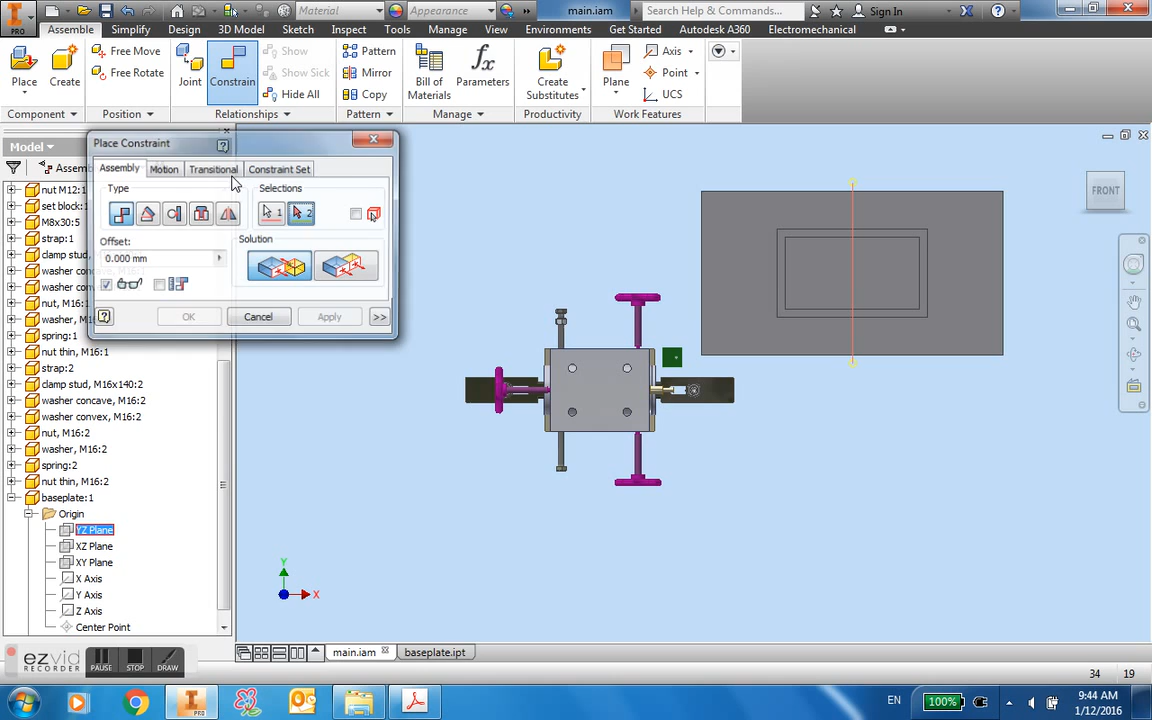 Material
Appearance
main.iam
Search Help & Commands...
Sign In
PRO
Assemble
Simplify
Design
3D Model
Sketch
Inspect
Tools
Manage
View
Environments
Get Started
Autodesk A360
Electromechanical
Place
Create
Free Move
Free Rotate
Joint
Constrain
Show
Show Sick
Hide All
Pattern
Mirror
Copy
Bill of
Materials
Parameters
Create
Substitutes
Plane
Axis
Point
UCS
Component
Position
Relationships
Pattern
Manage
Productivity
Work Features
Model
Assem
nut M12:1
set block:1
M8x30:5
strap:1
clamp stud,
washer conc
washer con
nut, M16:1
washer, M
spring:1
nut thin, M16:1
strap:2
clamp stud, M16x140:2
washer concave, M16:2
washer convex, M16:2
nut, M16:2
washer, M16:2
spring:2
nut thin, M16:2
baseplate:1
Origin
YZ Plane
XZ Plane
XY Plane
X Axis
Y Axis
Z Axis
Center Point
Place Constraint
Assembly
Motion
Transitional
Constraint Set
Type
Selections
1
2
Offset:
0.000 mm
Solution
OK
Cancel
Apply
>>
FRONT
Y
X
main.iam
baseplate.ipt
ezvid
RECORDER
PAUSE
STOP
DRAW
34
19
PRO
EN
100%
9:44 AM
1/12/2016